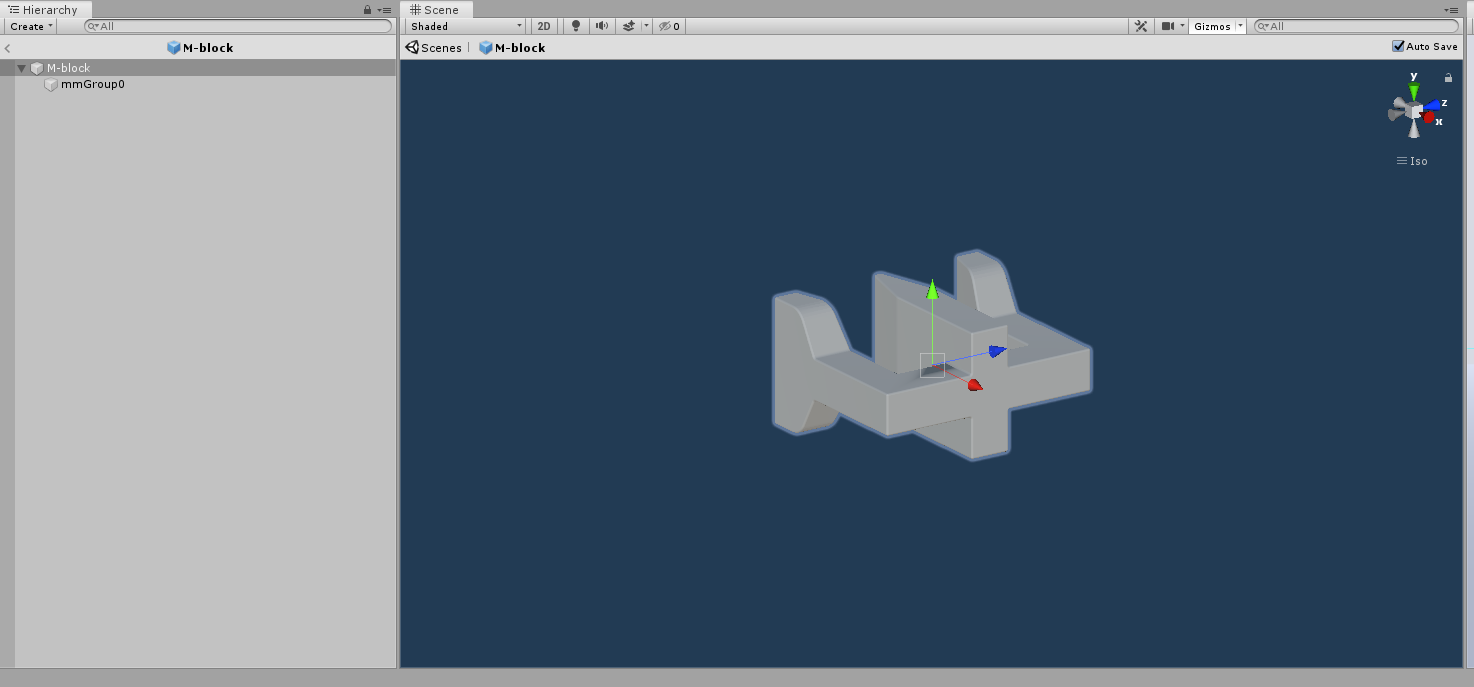 Hierarchy
Create
All
M-block
M-block
mmGroup0
Scene
Shaded
2D
0
Gizmos
All
Scenes
M-block
Auto Save
y
z
x
Iso